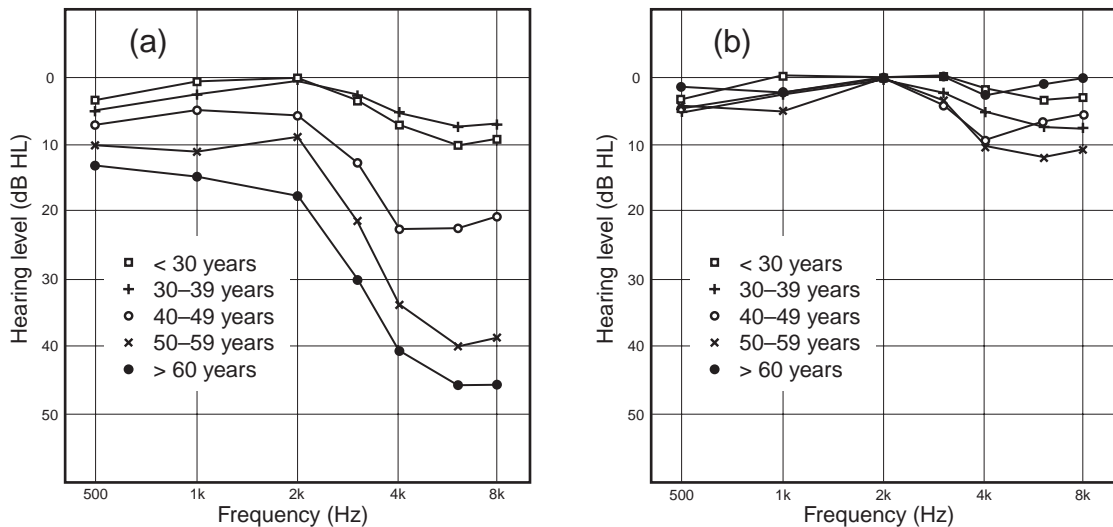 (a)
Hearing level (dB HL)
0
10
20
30
40
50
< 30 years
30–39 years
40–49 years
50–59 years
> 60 years
500 1k 2k 4k 8k
Frequency (Hz)
(b)
Hearing level (dB HL)
0
10
20
30
40
50
< 30 years
30–39 years
40–49 years
50–59 years
> 60 years
500 1k 2k 4k 8k
Frequency (Hz)